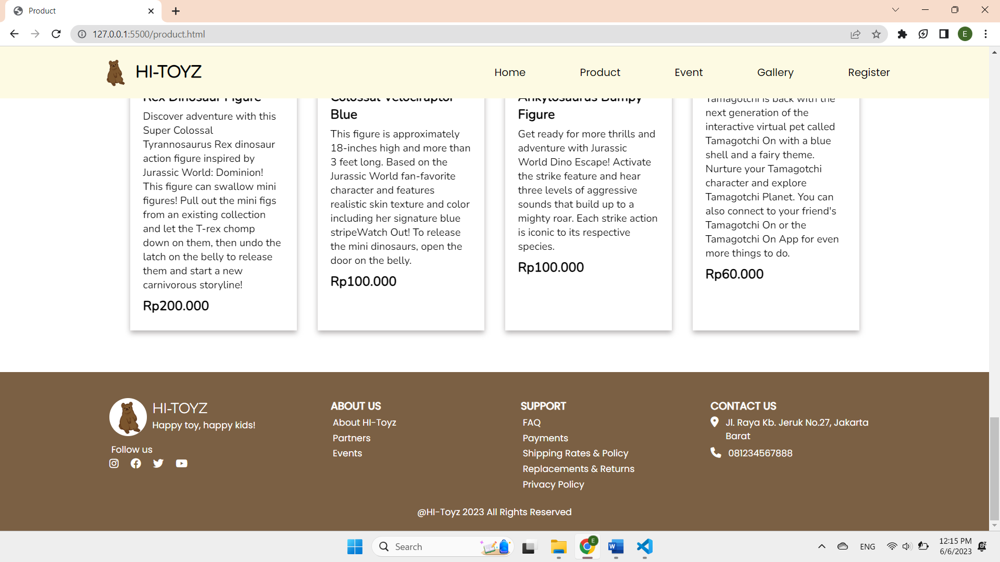 Product
127.0.0.1:5500/product.html
E
HI-TOYZ
Home
Product
Event
Gallery
Register
Rex Dinosaur Figure
Discover adventure with this
Super Colossal
Tyrannosaurus Rex dinosaur
action figure inspired by
Jurassic World: Dominion!
This figure can swallow mini
figures! Pull out the mini figs
from an existing collection
and let the T-rex chomp
down on them, then undo the
latch on the belly to release
them and start a new
carnivorous storyline!
Rp200.000
Colossal Velociraptor
Blue
This figure is approximately
18-inches high and more than
3 feet long. Based on the
Jurassic World fan-favorite
character and features
realistic skin texture and color
including her signature blue
stripeWatch Out! To release
the mini dinosaurs, open the
door on the belly.
Rp100.000
Ankylosaurus Bumpy
Figure
Get ready for more thrills and
adventure with Jurassic
World Dino Escape! Activate
the strike feature and hear
three levels of aggressive
sounds that build up to a
mighty roar. Each strike action
is iconic to its respective
species.
Rp100.000
Tamagotchi is back with the
next generation of the
interactive virtual pet called
Tamagotchi On with a blue
shell and a fairy theme.
Nurture your Tamagotchi
character and explore
Tamagotchi Planet. You can
also connect to your friend's
Tamagotchi On or the
Tamagotchi On App for even
more things to do.
Rp60.000
HI-TOYZ
Happy toy, happy kids!
Follow us
ABOUT US
About HI-Toyz
Partners
Events
SUPPORT
FAQ
Payments
Shipping Rates & Policy
Replacements & Returns
Privacy Policy
CONTACT US
Jl. Raya Kb. Jeruk No.27, Jakarta
Barat
081234567888
@HI-Toyz 2023 All Rights Reserved
Search
E
W
ENG
12:15 PM
6/6/2023